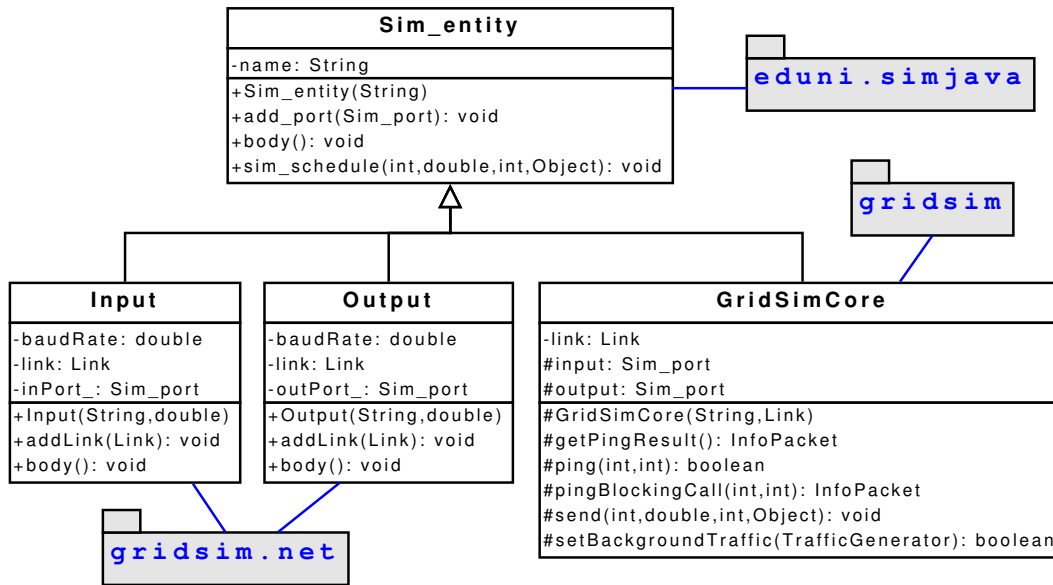 Sim_entity
-name: String
+Sim_entity(String)
+add_port(Sim_port): void
+body(): void
+sim_schedule(int,double,int,Object): void
eduni.simjava
gridsim
Input
-baudRate: double
-link: Link
-inPort_: Sim_port
+Input(String,double)
+addLink(Link): void
+body(): void
Output
-baudRate: double
-link: Link
-outPort_: Sim_port
+Output(String,double)
+addLink(Link): void
+body(): void
GridSimCore
-link: Link
#input: Sim_port
#output: Sim_port
#GridSimCore(String,Link)
#getPingResult(): InfoPacket
#ping(int,int): boolean
#pingBlockingCall(int,int): InfoPacket
#send(int,double,int,Object): void
#setBackgroundTraffic(TrafficGenerator): boolean
gridsim.net